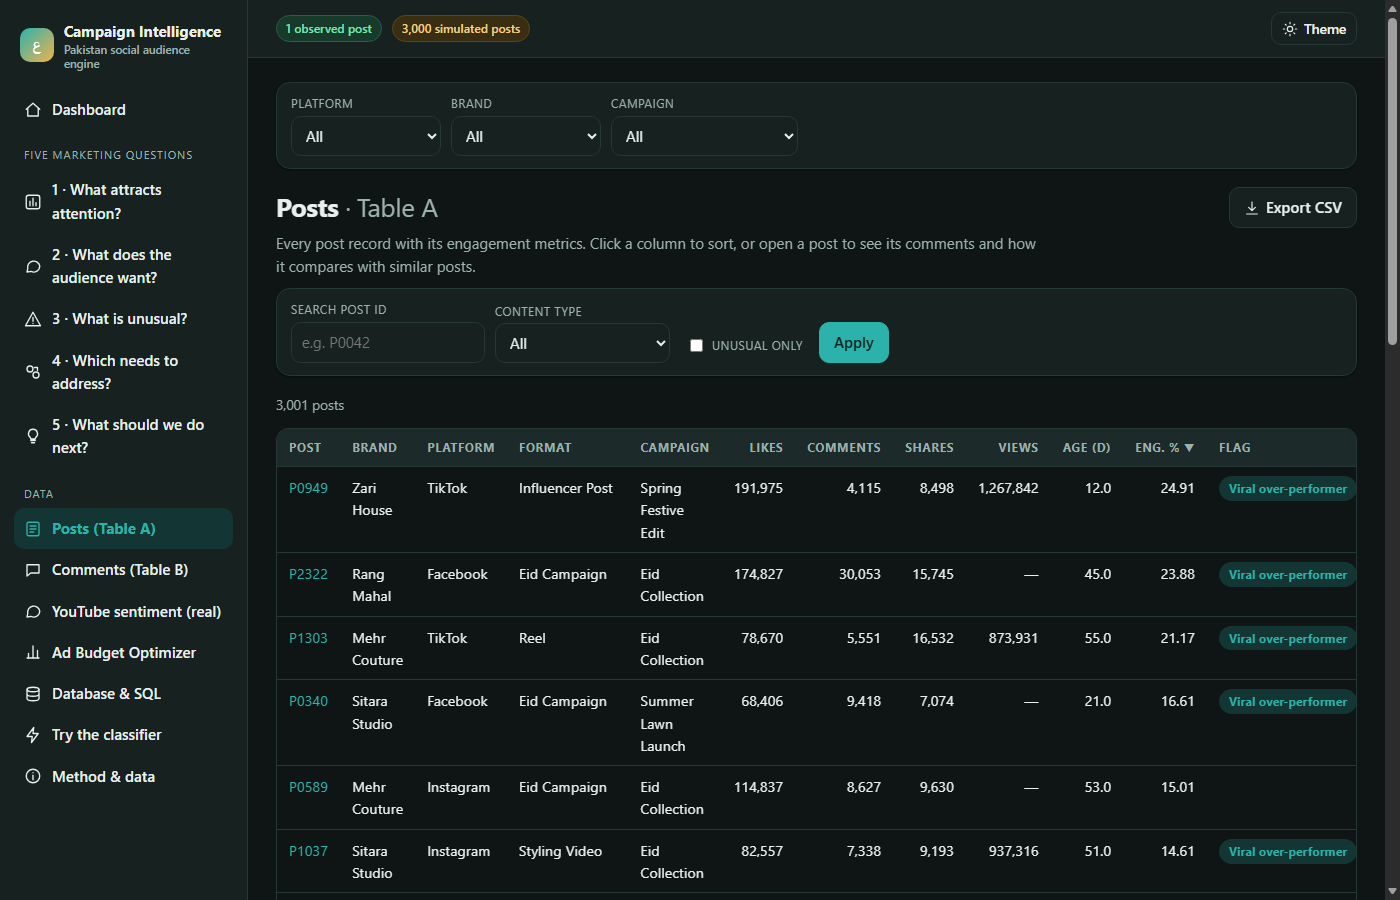 ع
Campaign Intelligence
Pakistan social audience
engine
Dashboard
FIVE MARKETING QUESTIONS
1 · What attracts
attention?
2 · What does the
audience want?
3 · What is unusual?
4 · Which needs to
address?
5 · What should we do
next?
DATA
Posts (Table A)
Comments (Table B)
YouTube sentiment (real)
Ad Budget Optimizer
Database & SQL
Try the classifier
Method & data
1 observed post
3,000 simulated posts
Theme
PLATFORM BRAND CAMPAIGN
All All All
Posts · Table A
Export CSV
Every post record with its engagement metrics. Click a column to sort, or open a post to see its comments and how
it compares with similar posts.
SEARCH POST ID CONTENT TYPE
e.g. P0042 All UNUSUAL ONLY Apply
3,001 posts
POST BRAND PLATFORM FORMAT CAMPAIGN LIKES COMMENTS SHARES VIEWS AGE (D) ENG. % ▼ FLAG
P0949 Zari TikTok Influencer Post Spring 191,975 4,115 8,498 1,267,842 12.0 24.91 Viral over-performer
House Festive
Edit
P2322 Rang Facebook Eid Campaign Eid 174,827 30,053 15,745 — 45.0 23.88 Viral over-performer
Mahal Collection
P1303 Mehr TikTok Reel Eid 78,670 5,551 16,532 873,931 55.0 21.17 Viral over-performer
Couture Collection
P0340 Sitara Facebook Eid Campaign Summer 68,406 9,418 7,074 — 21.0 16.61 Viral over-performer
Studio Lawn
Launch
P0589 Mehr Instagram Eid Campaign Eid 114,837 8,627 9,630 — 53.0 15.01
Couture Collection
P1037 Sitara Instagram Styling Video Eid 82,557 7,338 9,193 937,316 51.0 14.61 Viral over-performer
Studio Collection